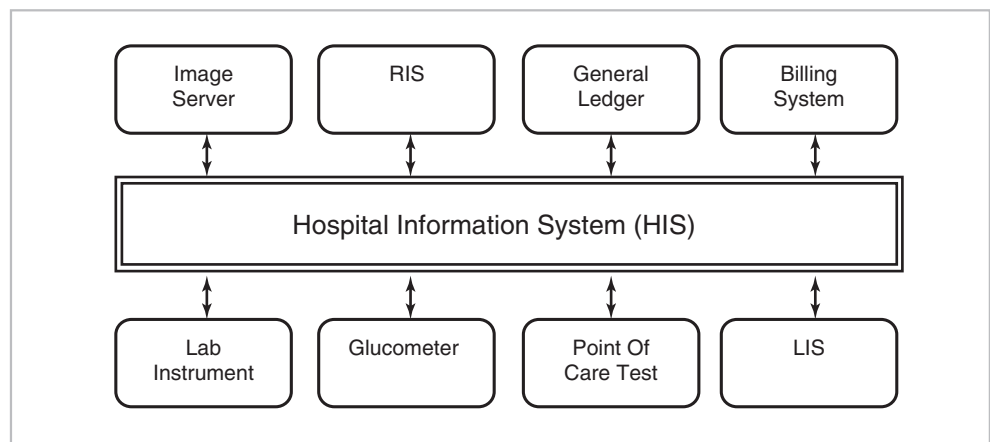 Image
Server
RIS
General
Ledger
Billing
System
Hospital Information System (HIS)
Lab
Instrument
Glucometer
Point Of
Care Test
LIS